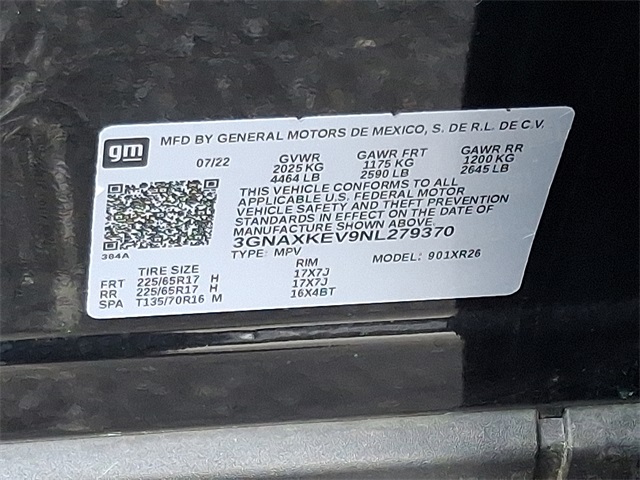 gm MFD BY GENERAL MOTORS DE MEXICO, S. DE R.L. DE C.V.
07/22 GVWR GAWR FRT GAWR RR
2025 KG 1175 KG 1200 KG
4464 LB 2590 LB 2645 LB
THIS VEHICLE CONFORMS TO ALL
APPLICABLE U.S. FEDERAL MOTOR
VEHICLE SAFETY AND THEFT PREVENTION
STANDARDS IN EFFECT ON THE DATE OF
MANUFACTURE SHOWN ABOVE.
3GNAXKEV9NL279370
384A TYPE: MPV MODEL: 901XR26
TIRE SIZE RIM
FRT 225/65R17 H 17X7J
RR 225/65R17 H 17X7J
SPA T135/70R16 M 16X4BT